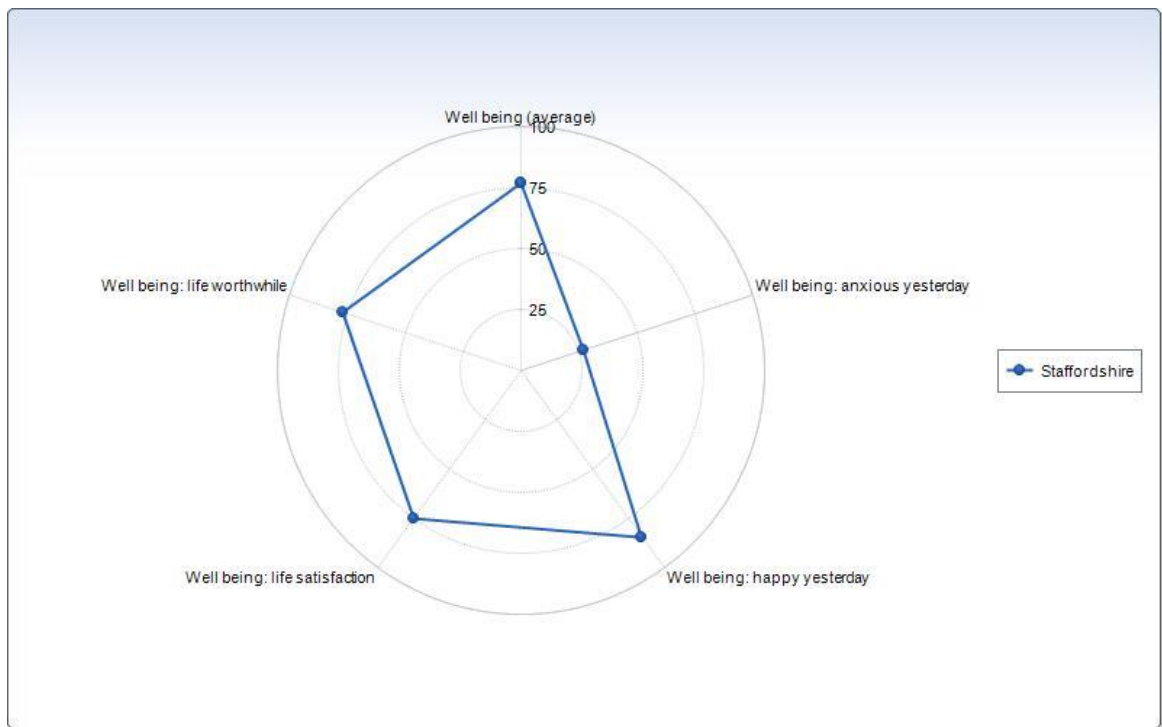 Well being (average)
100
75
50
25
Well being: life worthwhile
Well being: anxious yesterday
Staffordshire
Well being: life satisfaction
Well being: happy yesterday